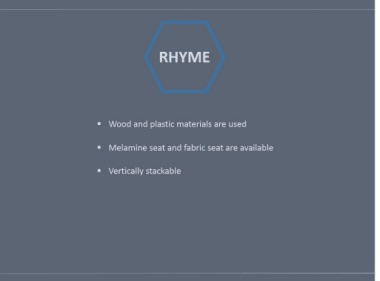 RHYME
▪ Wood and plastic materials are used
▪ Melamine seat and fabric seat are available
▪ Vertically stackable